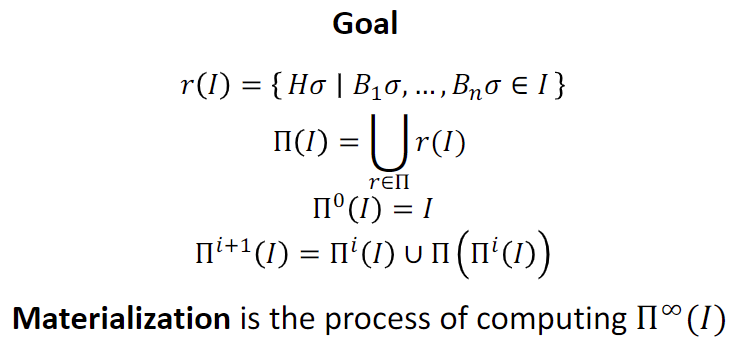 Goal
r(I) = { Hσ ∣ B₁σ, … , Bₙσ ∈ I }
Π(I) = ⋃_{r∈Π} r(I)
Π⁰(I) = I
Πⁱ⁺¹(I) = Πⁱ(I) ∪ Π(Πⁱ(I))
Materialization is the process of computing Π^∞(I)